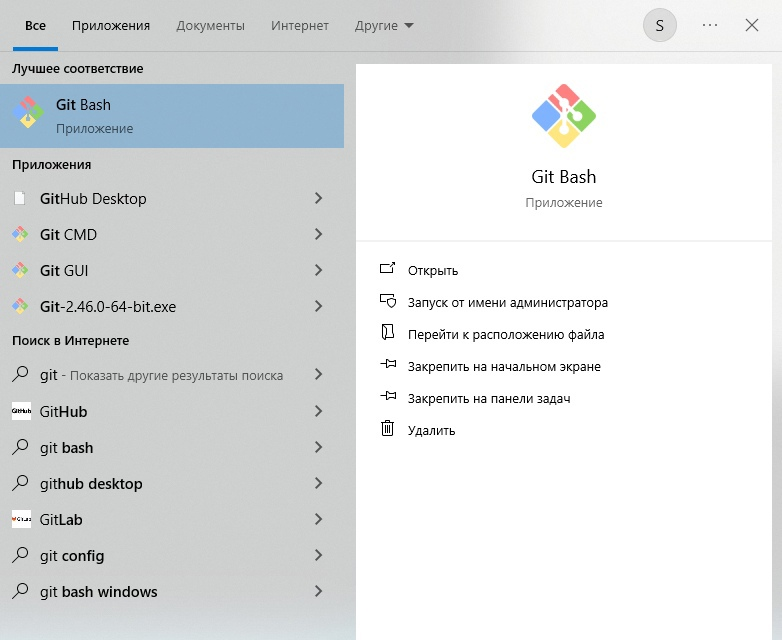 Все Приложения Документы Интернет Другие S ...
Лучшее соответствие
Git Bash
Приложение
Приложения
GitHub Desktop
Git CMD
Git GUI
Git-2.46.0-64-bit.exe
Поиск в Интернете
git - Показать другие результаты поиска
GitHub GitHub
git bash
github desktop
GitLab GitLab
git config
git bash windows
Git Bash
Приложение
Открыть
Запуск от имени администратора
Перейти к расположению файла
Закрепить на начальном экране
Закрепить на панели задач
Удалить